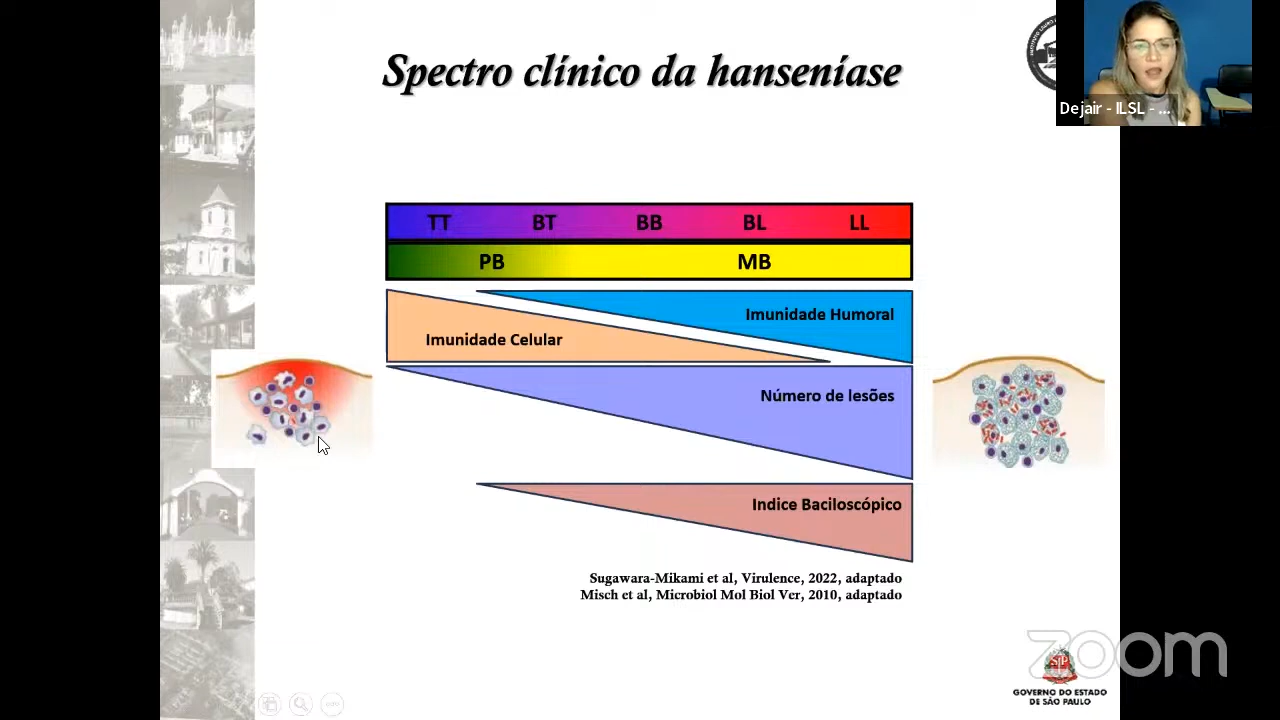 Spectro clínico da hanseníase
Dejair - ILSL - ...
TT BT BB BL LL
PB MB
Imunidade Humoral
Imunidade Celular
Número de lesões
Indice Baciloscópico
Sugawara-Mikami et al, Virulence, 2022, adaptado
Misch et al, Microbiol Mol Biol Ver, 2010, adaptado
zoom
SP
GOVERNO DO ESTADO
DE SÃO PAULO